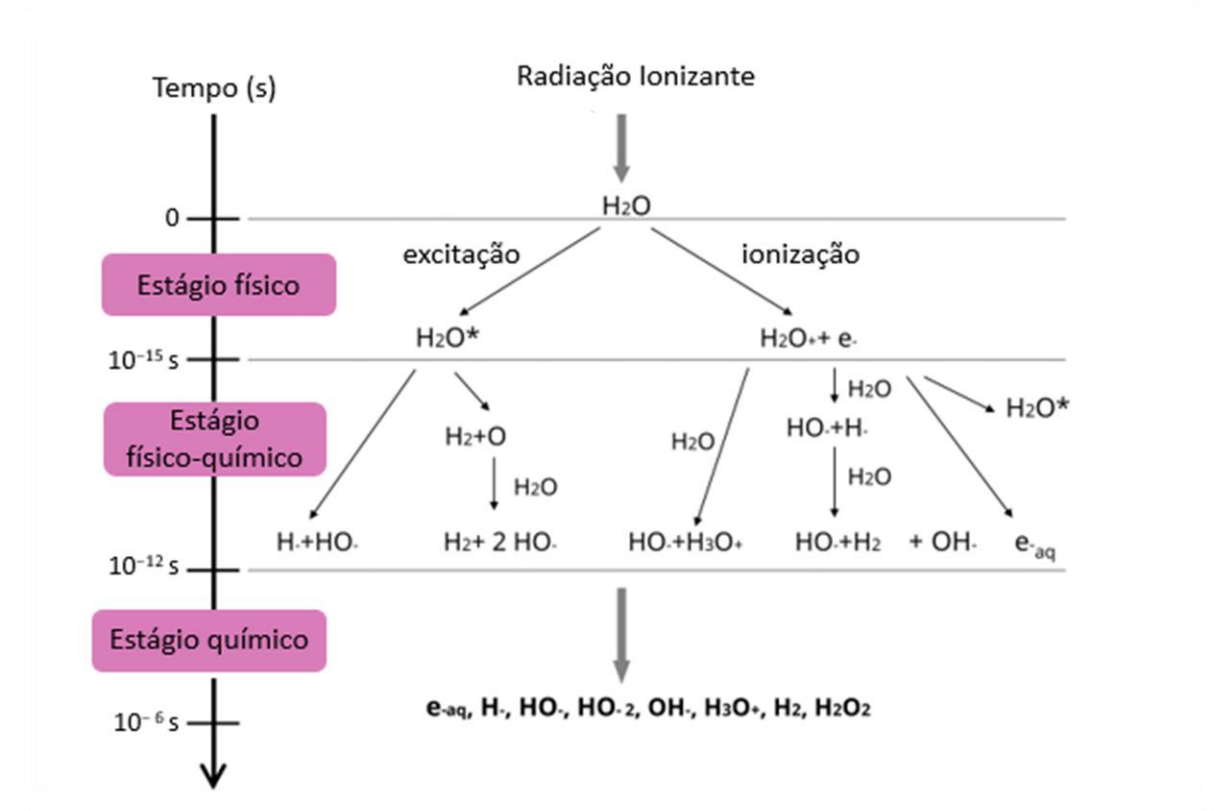 Radiação Ionizante
Tempo (s)
H2O
0
excitação ionização
Estágio físico
H2O* H2O·+ e-
10⁻¹⁵ s
H2O
H2O*
Estágio
físico-químico
HO·+H·
H2+O H2O
H2O
H2O
H·+HO· H2+ 2 HO· HO·+H3O+ HO·+H2 + OH- e-aq
10⁻¹² s
Estágio químico
e-aq, H·, HO·, HO·2, OH-, H3O+, H2, H2O2
10⁻⁶ s